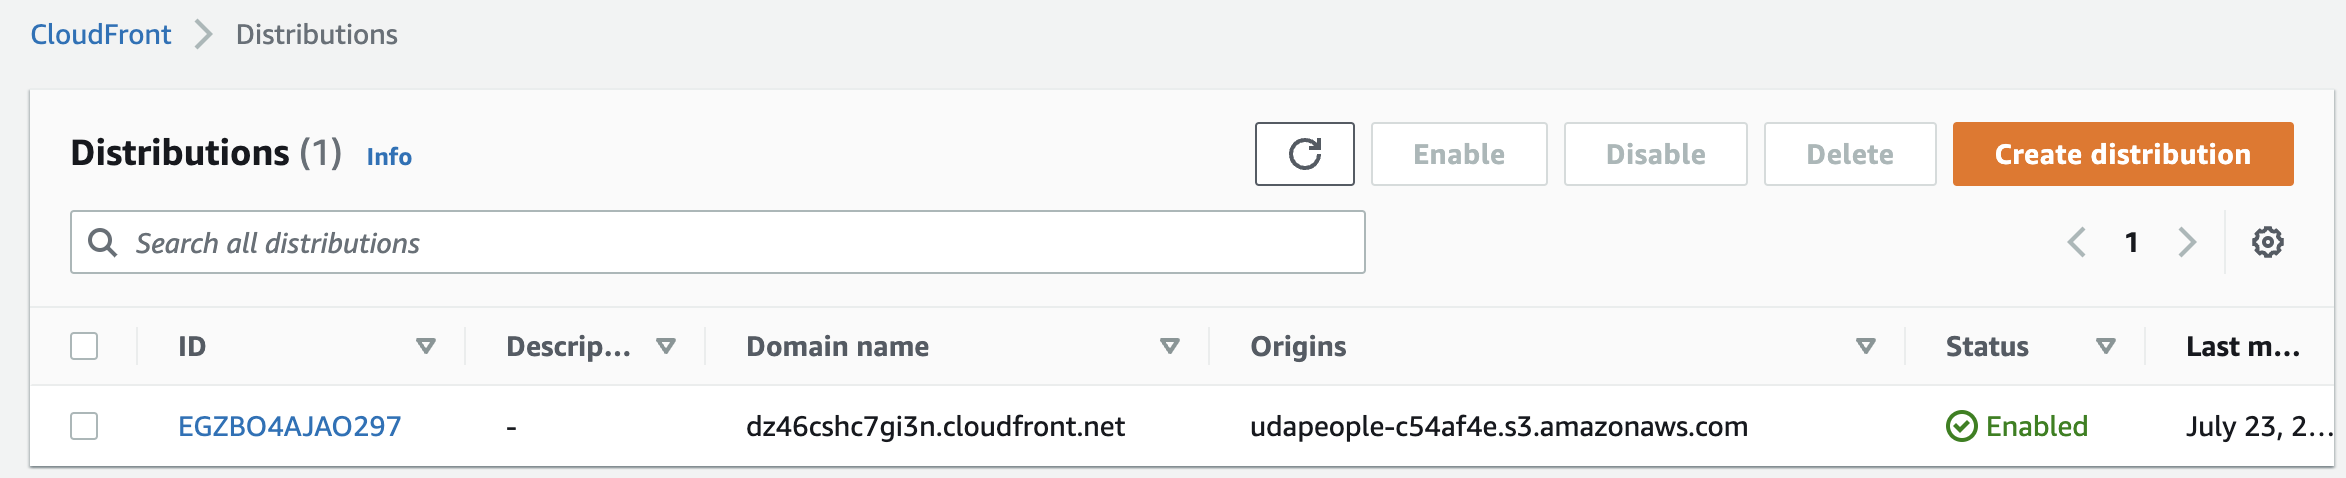 CloudFront Distributions
Distributions (1) Info Enable Disable Delete Create distribution
Search all distributions 1
ID Descrip... Domain name Origins Status Last m...
EGZBO4AJAO297 - dz46cshc7gi3n.cloudfront.net udapeople-c54af4e.s3.amazonaws.com Enabled July 23, 2...